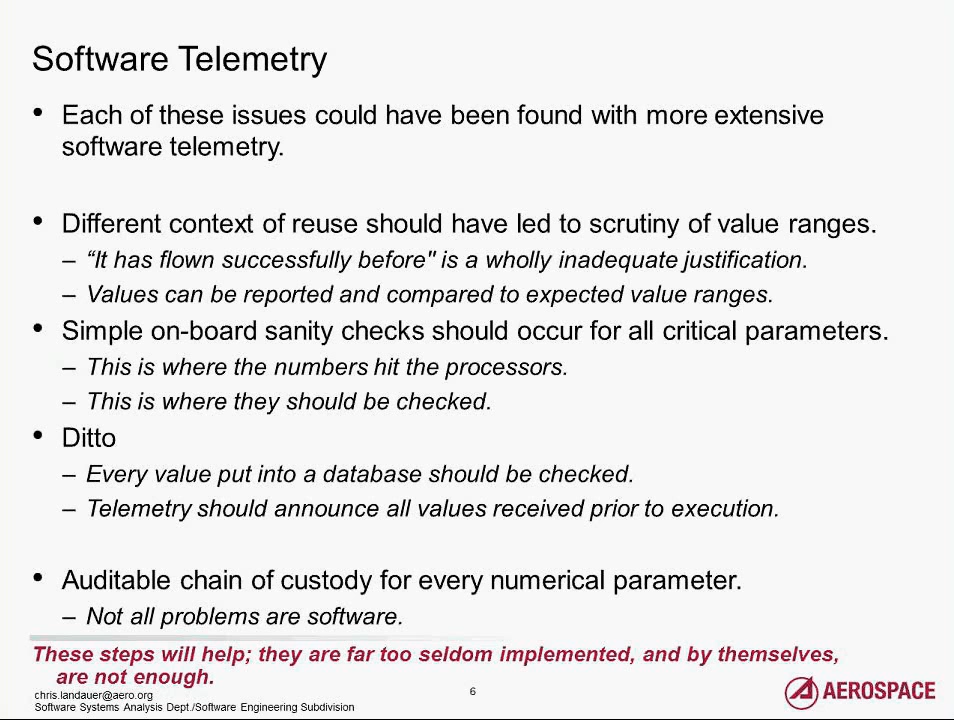 Software Telemetry
• Each of these issues could have been found with more extensive
software telemetry.
• Different context of reuse should have led to scrutiny of value ranges.
– “It has flown successfully before" is a wholly inadequate justification.
– Values can be reported and compared to expected value ranges.
• Simple on-board sanity checks should occur for all critical parameters.
– This is where the numbers hit the processors.
– This is where they should be checked.
• Ditto
– Every value put into a database should be checked.
– Telemetry should announce all values received prior to execution.
• Auditable chain of custody for every numerical parameter.
– Not all problems are software.
These steps will help; they are far too seldom implemented, and by themselves,
are not enough.
chris.landauer@aero.org
Software Systems Analysis Dept./Software Engineering Subdivision
6
AEROSPACE